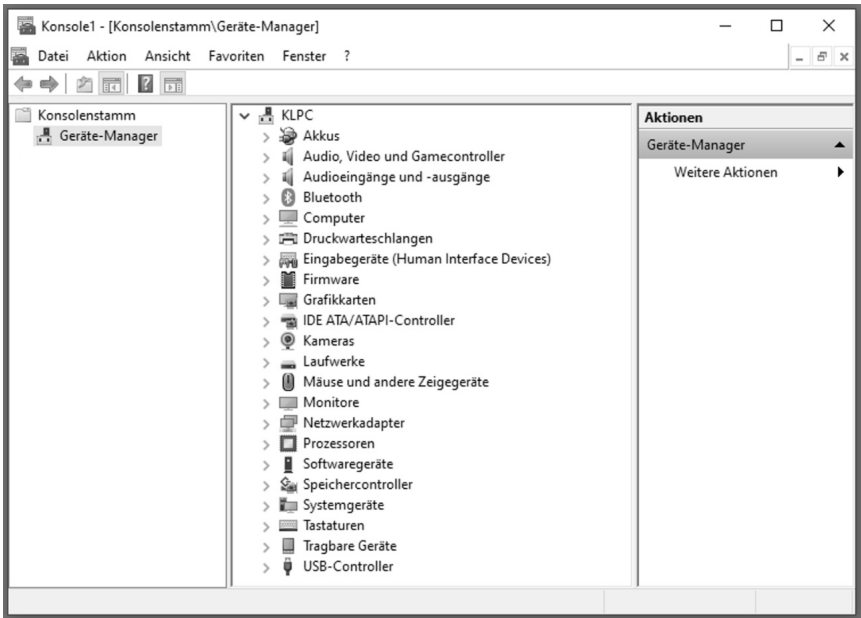 Konsole1 - [Konsolenstamm\Geräte-Manager]
Datei Aktion Ansicht Favoriten Fenster ?
Konsolenstamm
Geräte-Manager
KLPC
Akkus
Audio, Video und Gamecontroller
Audioeingänge und -ausgänge
Bluetooth
Computer
Druckwarteschlangen
Eingabegeräte (Human Interface Devices)
Firmware
Grafikkarten
IDE ATA/ATAPI-Controller
Kameras
Laufwerke
Mäuse und andere Zeigegeräte
Monitore
Netzwerkadapter
Prozessoren
Softwaregeräte
Speichercontroller
Systemgeräte
Tastaturen
Tragbare Geräte
USB-Controller
Aktionen
Geräte-Manager
Weitere Aktionen